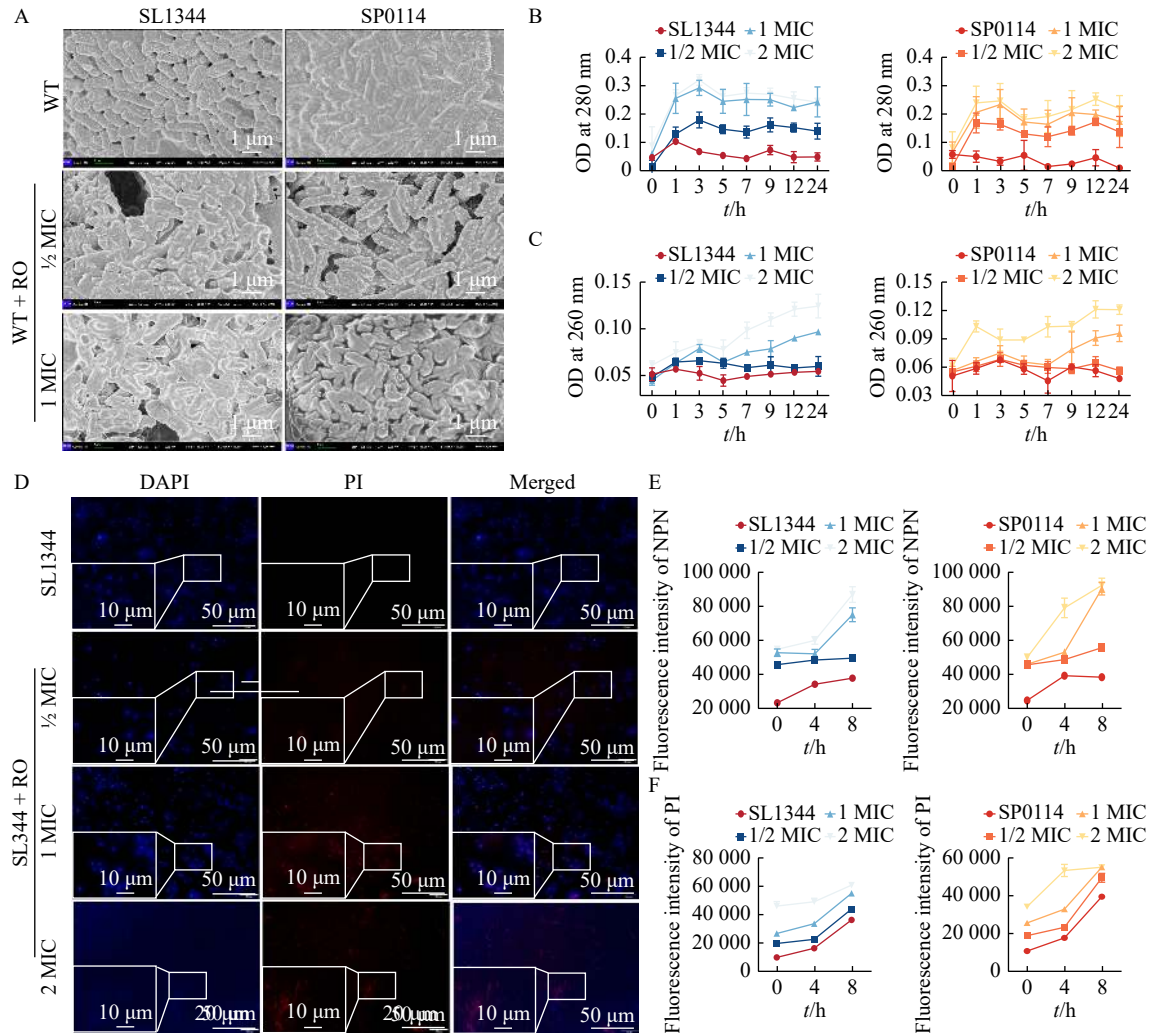 A
SL1344
SP0114
WT
1 μm
1 μm
WT + RO
½ MIC
1 μm
1 μm
1 MIC
1 μm
1 μm
B
SL1344
1 MIC
1/2 MIC
2 MIC
OD at 280 nm
0.4
0.3
0.2
0.1
0
0 1 3 5 7 9 12 24
t/h
SP0114
1 MIC
1/2 MIC
2 MIC
OD at 280 nm
0.4
0.3
0.2
0.1
0
0 1 3 5 7 9 12 24
t/h
C
SL1344
1 MIC
1/2 MIC
2 MIC
OD at 260 nm
0.15
0.10
0.05
0 1 3 5 7 9 12 24
t/h
SP0114
1 MIC
1/2 MIC
2 MIC
OD at 260 nm
0.15
0.12
0.09
0.06
0.03
0 1 3 5 7 9 12 24
t/h
D
DAPI
PI
Merged
SL1344
10 μm
50 μm
10 μm
50 μm
10 μm
50 μm
SL344 + RO
½ MIC
10 μm
50 μm
10 μm
50 μm
10 μm
50 μm
1 MIC
10 μm
50 μm
10 μm
50 μm
10 μm
50 μm
2 MIC
10 μm
10 μm
10 μm
50 μm
E
SL1344
1 MIC
1/2 MIC
2 MIC
Fluorescence intensity of NPN
100 000
80 000
60 000
40 000
20 000
0 4 8
t/h
SP0114
1 MIC
1/2 MIC
2 MIC
Fluorescence intensity of NPN
100 000
80 000
60 000
40 000
20 000
0 4 8
t/h
F
SL1344
1 MIC
1/2 MIC
2 MIC
Fluorescence intensity of PI
80 000
60 000
40 000
20 000
0
0 4 8
t/h
SP0114
1 MIC
1/2 MIC
2 MIC
Fluorescence intensity of PI
60 000
40 000
20 000
0
0 4 8
t/h